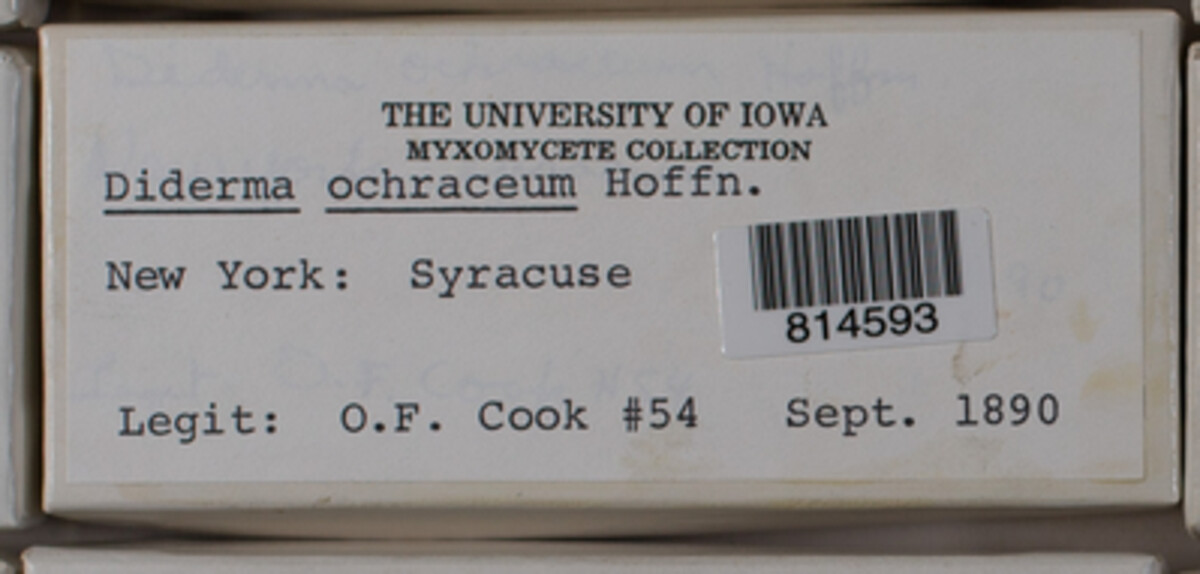 THE UNIVERSITY OF IOWA
MYXOMYCETE COLLECTION
Diderma ochraceum Hoffn.
New York: Syracuse
814593
Legit: O.F. Cook #54 Sept. 1890